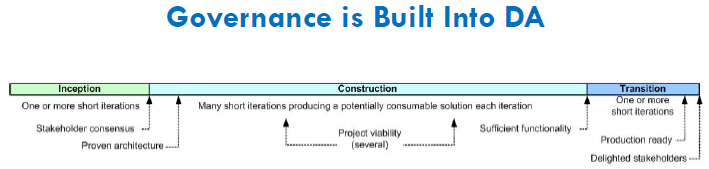 Governance is Built Into DA
Inception
Construction
Transition
One or more short iterations
Many short iterations producing a potentially consumable solution each iteration
One or more
short iterations
Stakeholder consensus
Proven architecture
Project viability
(several)
Sufficient functionality
Production ready
Delighted stakeholders